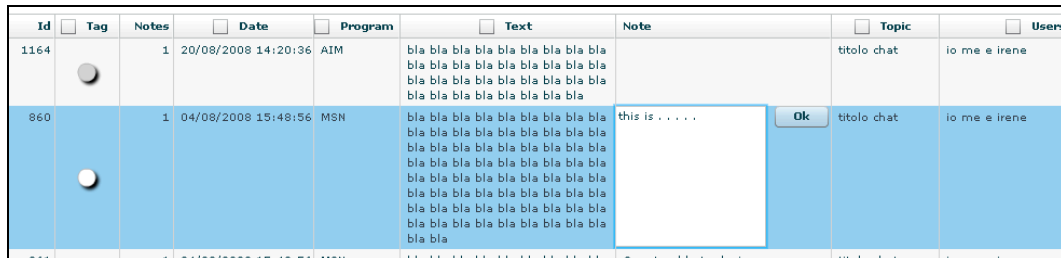 Id Tag Notes Date Program Text Note Topic Users
1164 1 20/08/2008 14:20:36 AIM bla bla bla bla bla bla bla bla bla titolo chat io me e irene
bla bla bla bla bla bla bla bla bla
bla bla bla bla bla bla bla bla bla
bla bla bla bla bla bla bla bla
860 1 04/08/2008 15:48:56 MSN bla bla bla bla bla bla bla bla bla this is . . . . . Ok titolo chat io me e irene
bla bla bla bla bla bla bla bla bla
bla bla bla bla bla bla bla bla bla
bla bla bla bla bla bla bla bla bla
bla bla bla bla bla bla bla bla bla
bla bla bla bla bla bla bla bla bla
bla bla bla bla bla bla bla bla bla
bla bla bla bla bla bla bla bla bla
bla bla